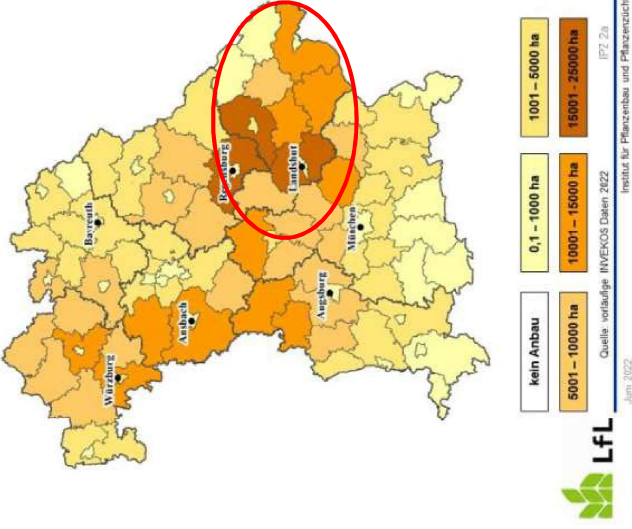 Bayreuth
Würzburg
Ansbach
Regensburg
Landshut
Augsburg
München
kein Anbau
0,1 – 1000 ha
1001 – 5000 ha
5001 – 10000 ha
10001 – 15000 ha
15001 - 25000 ha
LfL
Juni 2022
Quelle: vorläufige INVEKOS Daten 2022
IPZ 2a
Institut für Pflanzenbau und Pflanzenzücht